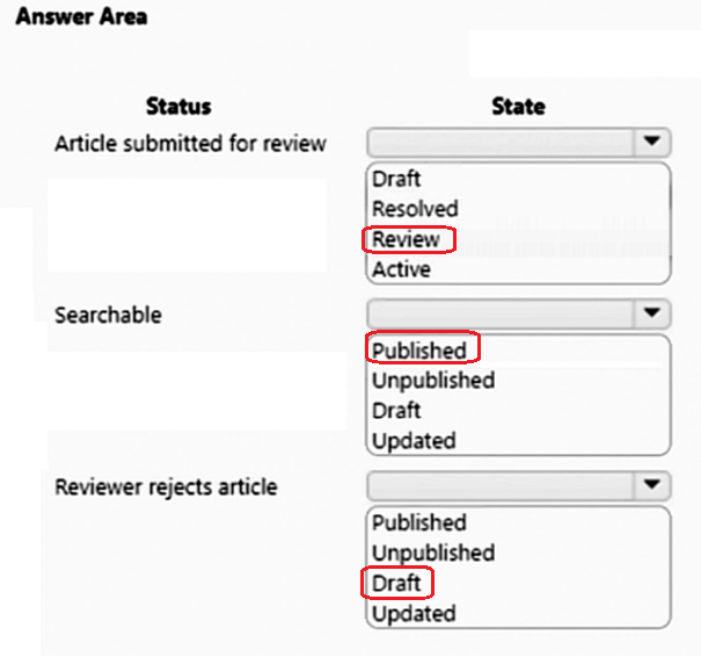 Answer Area
Status State
Article submitted for review
Draft
Resolved
Review
Active
Searchable
Published
Unpublished
Draft
Updated
Reviewer rejects article
Published
Unpublished
Draft
Updated